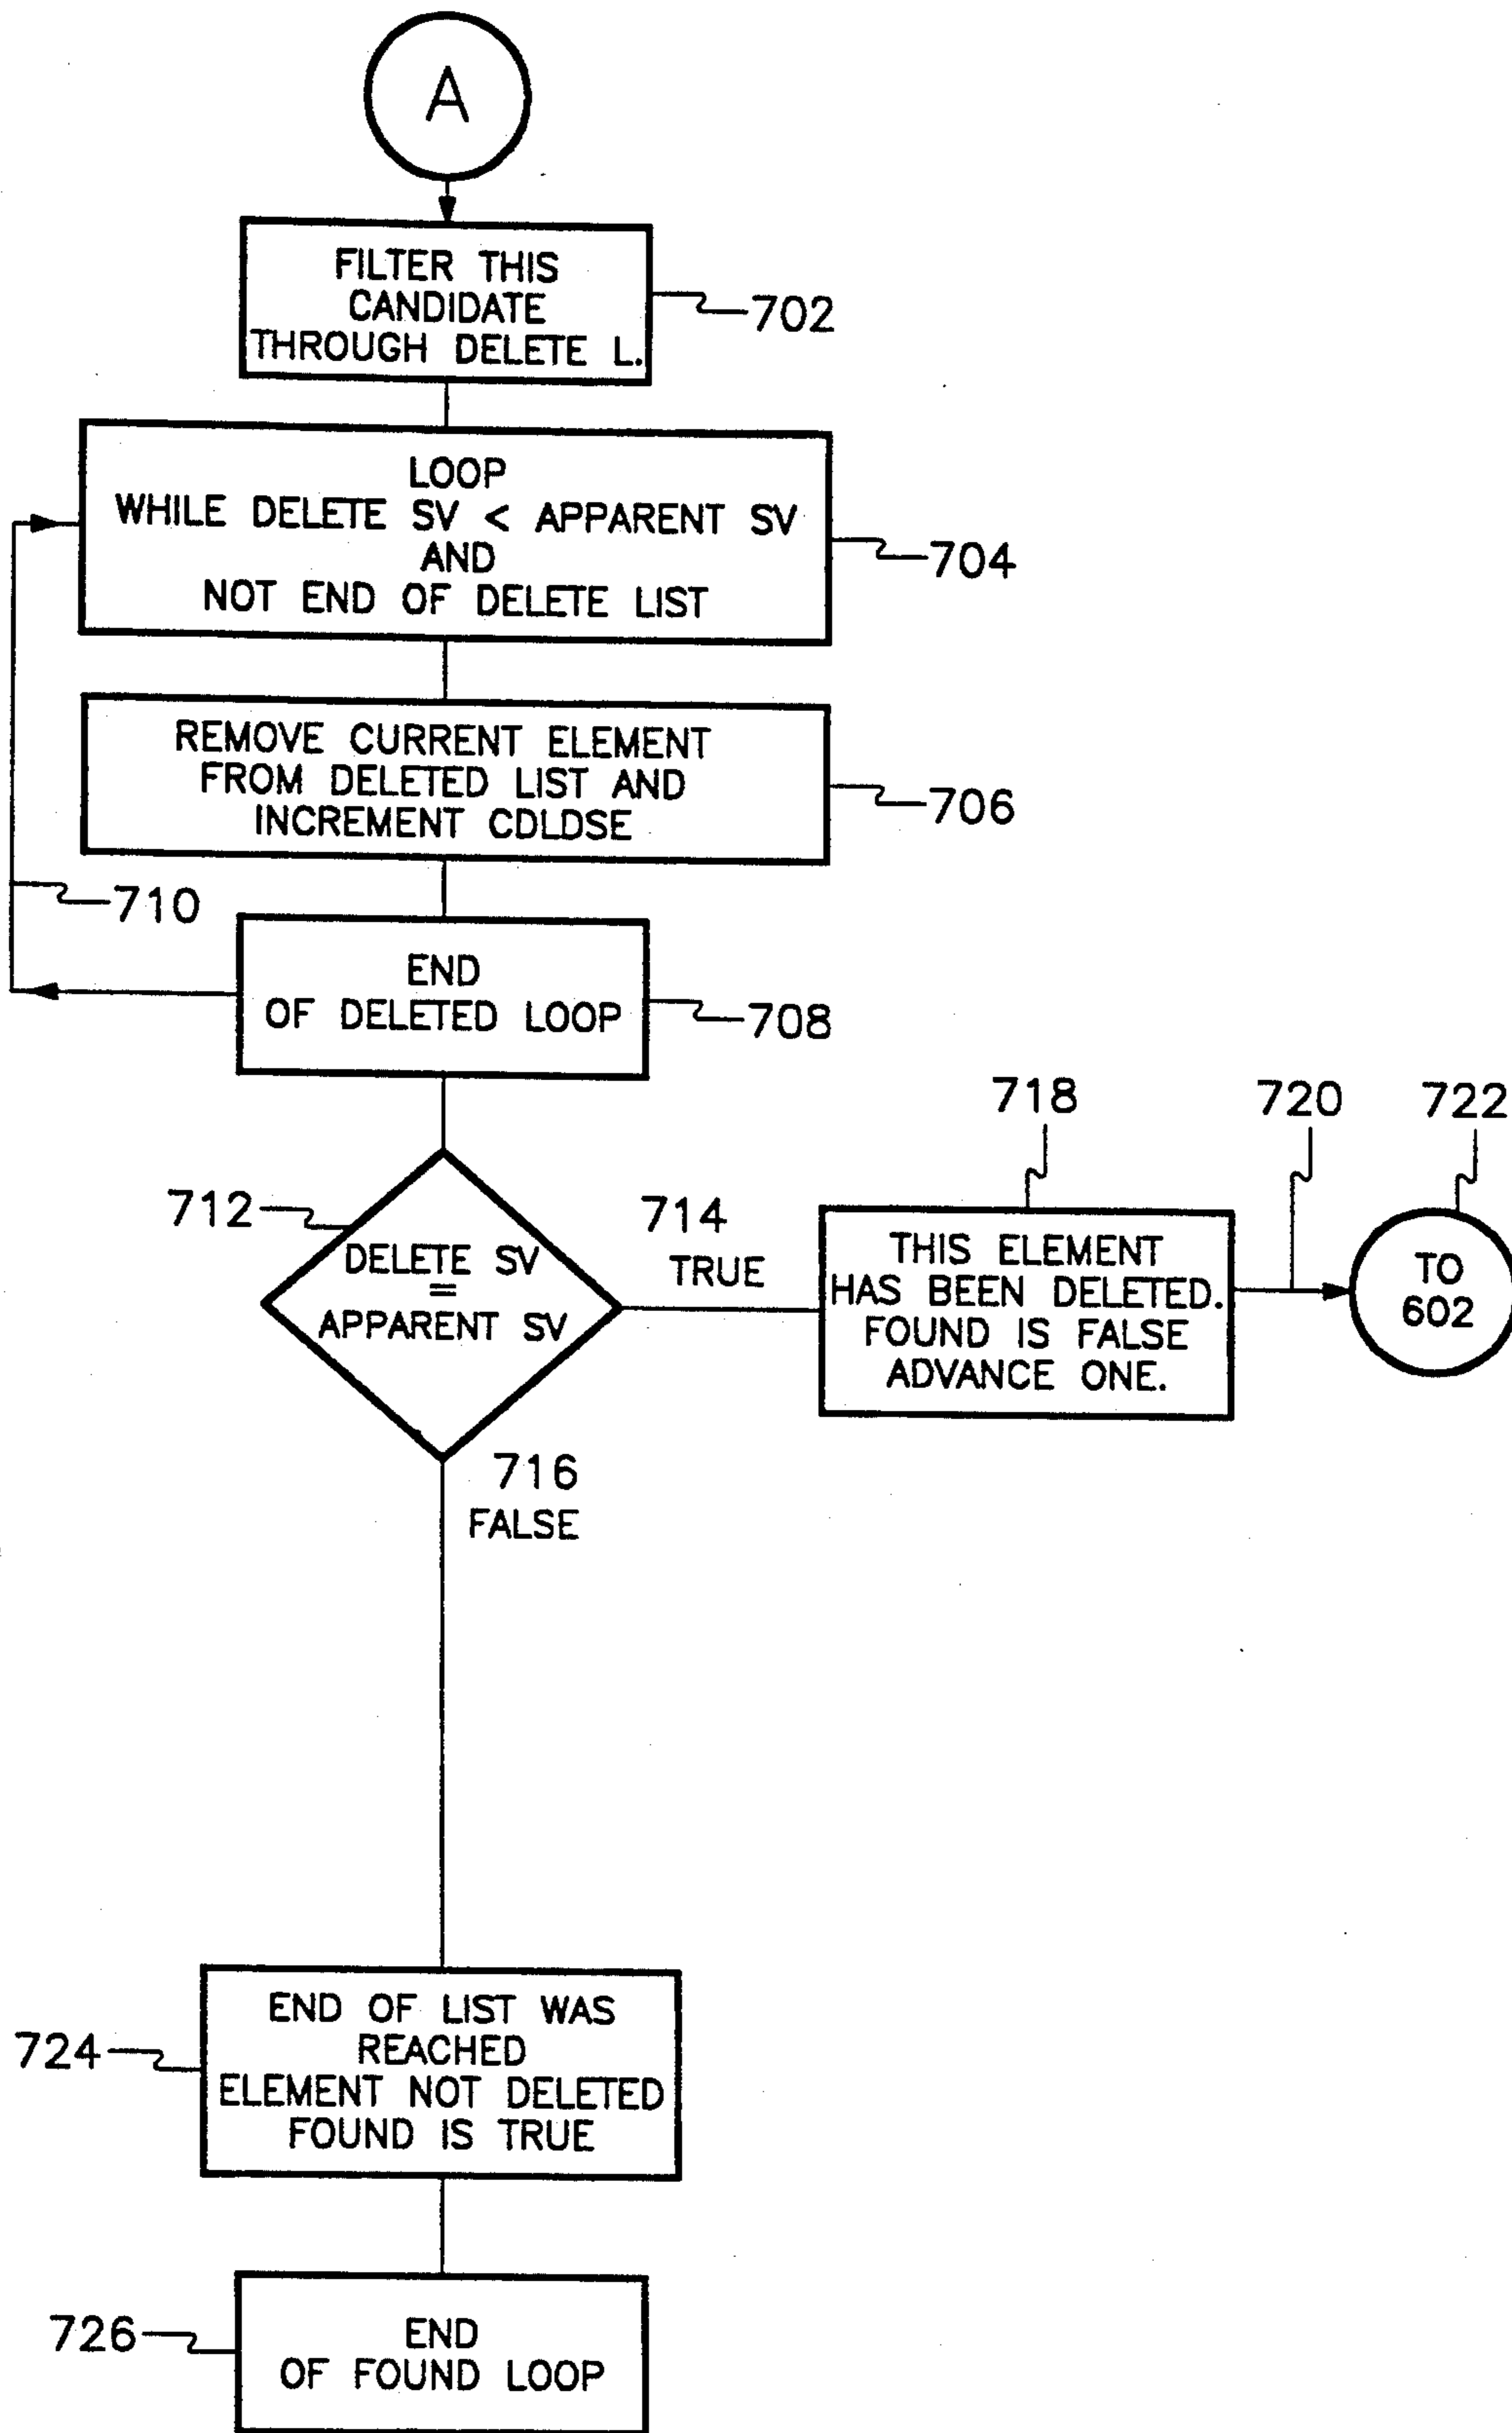 A
FILTER THIS
CANDIDATE
THROUGH DELETE L.
702
LOOP
WHILE DELETE SV < APPARENT SV
AND
NOT END OF DELETE LIST
704
REMOVE CURRENT ELEMENT
FROM DELETED LIST AND
INCREMENT CDLDSE
706
710
END
OF DELETED LOOP
708
712
DELETE SV
=
APPARENT SV
714
TRUE
718
THIS ELEMENT
HAS BEEN DELETED.
FOUND IS FALSE
ADVANCE ONE.
720
722
TO
602
716
FALSE
724
END OF LIST WAS
REACHED
ELEMENT NOT DELETED
FOUND IS TRUE
726
END
OF FOUND LOOP